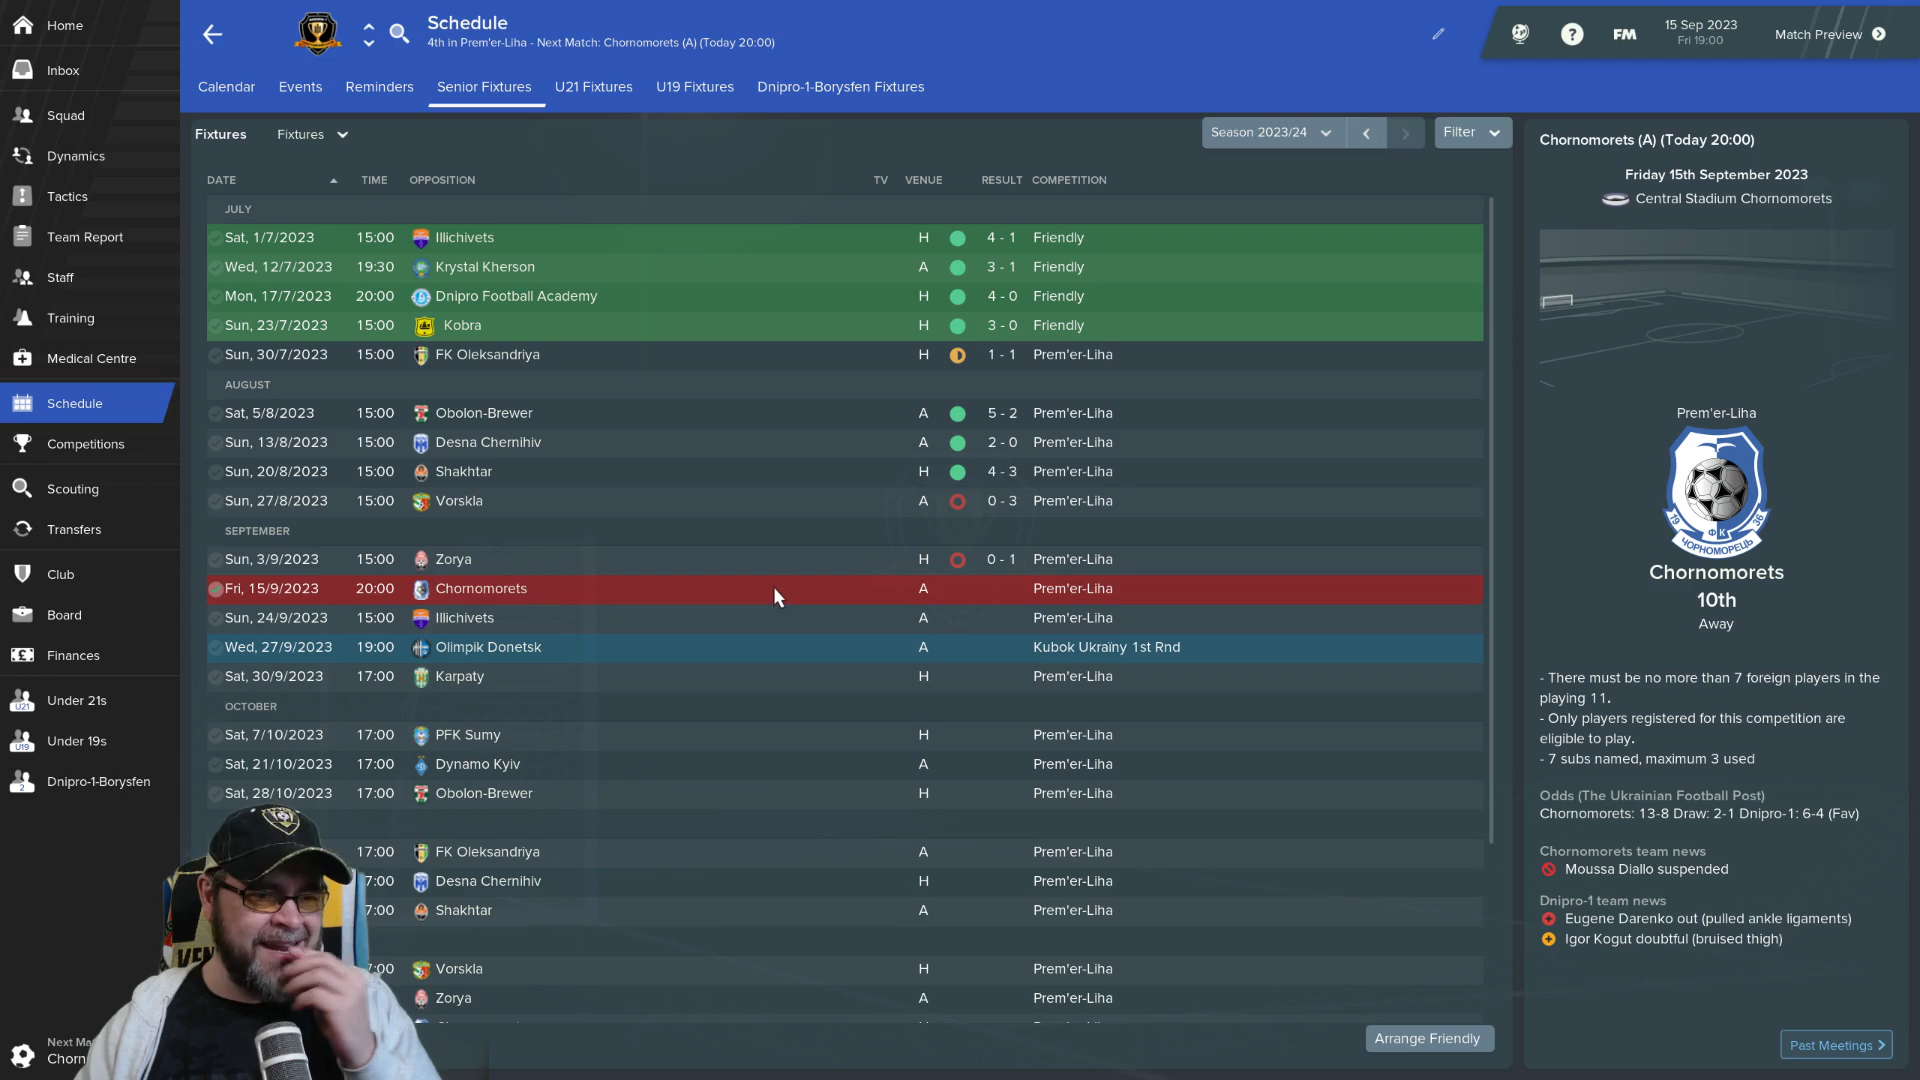 Home
Inbox
Squad
Dynamics
Tactics
Team Report
Staff
Training
Medical Centre
Schedule
Competitions
Scouting
Transfers
Club
Board
Finances
U21 Under 21s
U19 Under 19s
2 Dnipro-1-Borysfen
Next Ma
Chorn
Schedule
4th in Prem'er-Liha - Next Match: Chornomorets (A) (Today 20:00)
? FM 15 Sep 2023
Fri 19:00
Match Preview
Calendar Events Reminders Senior Fixtures U21 Fixtures U19 Fixtures Dnipro-1-Borysfen Fixtures
Fixtures Fixtures Season 2023/24 Filter
DATE TIME OPPOSITION TV VENUE RESULT COMPETITION
JULY
Sat, 1/7/2023 15:00 Illichivets H 4 - 1 Friendly
Wed, 12/7/2023 19:30 Krystal Kherson A 3 - 1 Friendly
Mon, 17/7/2023 20:00 Dnipro Football Academy H 4 - 0 Friendly
Sun, 23/7/2023 15:00 Kobra H 3 - 0 Friendly
Sun, 30/7/2023 15:00 FK Oleksandriya H 1 - 1 Prem'er-Liha
AUGUST
Sat, 5/8/2023 15:00 Obolon-Brewer A 5 - 2 Prem'er-Liha
Sun, 13/8/2023 15:00 Desna Chernihiv A 2 - 0 Prem'er-Liha
Sun, 20/8/2023 15:00 Shakhtar H 4 - 3 Prem'er-Liha
Sun, 27/8/2023 15:00 Vorskla A 0 - 3 Prem'er-Liha
SEPTEMBER
Sun, 3/9/2023 15:00 Zorya H 0 - 1 Prem'er-Liha
Fri, 15/9/2023 20:00 Chornomorets A Prem'er-Liha
Sun, 24/9/2023 15:00 Illichivets A Prem'er-Liha
Wed, 27/9/2023 19:00 Olimpik Donetsk A Kubok Ukraïny 1st Rnd
Sat, 30/9/2023 17:00 Karpaty H Prem'er-Liha
OCTOBER
Sat, 7/10/2023 17:00 PFK Sumy H Prem'er-Liha
Sat, 21/10/2023 17:00 Dynamo Kyiv A Prem'er-Liha
Sat, 28/10/2023 17:00 Obolon-Brewer H Prem'er-Liha
17:00 FK Oleksandriya A Prem'er-Liha
7:00 Desna Chernihiv H Prem'er-Liha
7:00 Shakhtar A Prem'er-Liha
7:00 Vorskla H Prem'er-Liha
Zorya A Prem'er-Liha
Arrange Friendly
Chornomorets (A) (Today 20:00)
Friday 15th September 2023
Central Stadium Chornomorets
Prem'er-Liha
19 ФК 36
ЧОРНОМОРЕЦЬ
Chornomorets
10th
Away
- There must be no more than 7 foreign players in the
playing 11.
- Only players registered for this competition are
eligible to play.
- 7 subs named, maximum 3 used
Odds (The Ukrainian Football Post)
Chornomorets: 13-8 Draw: 2-1 Dnipro-1: 6-4 (Fav)
Chornomorets team news
Moussa Diallo suspended
Dnipro-1 team news
Eugene Darenko out (pulled ankle ligaments)
Igor Kogut doubtful (bruised thigh)
Past Meetings